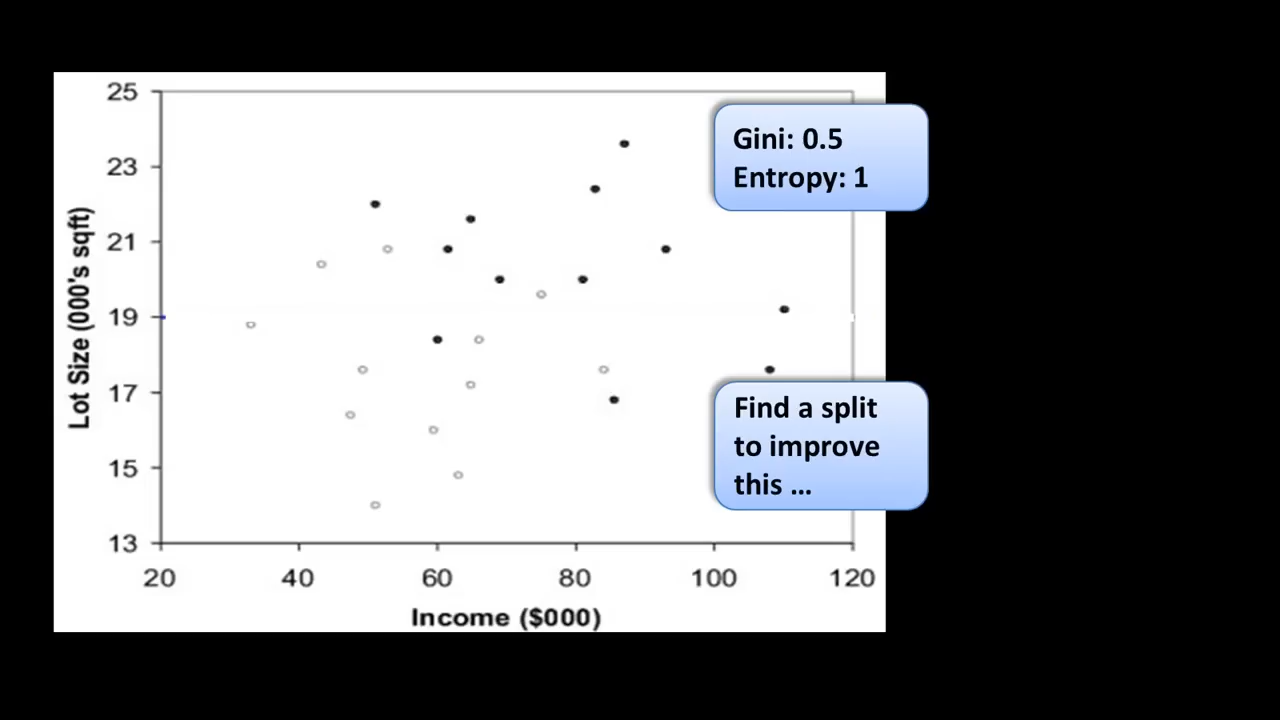 25
23
21
19
17
15
13
Lot Size (000's sqft)
20 40 60 80 100 120
Income ($000)
Gini: 0.5
Entropy: 1
Find a split
to improve
this ...